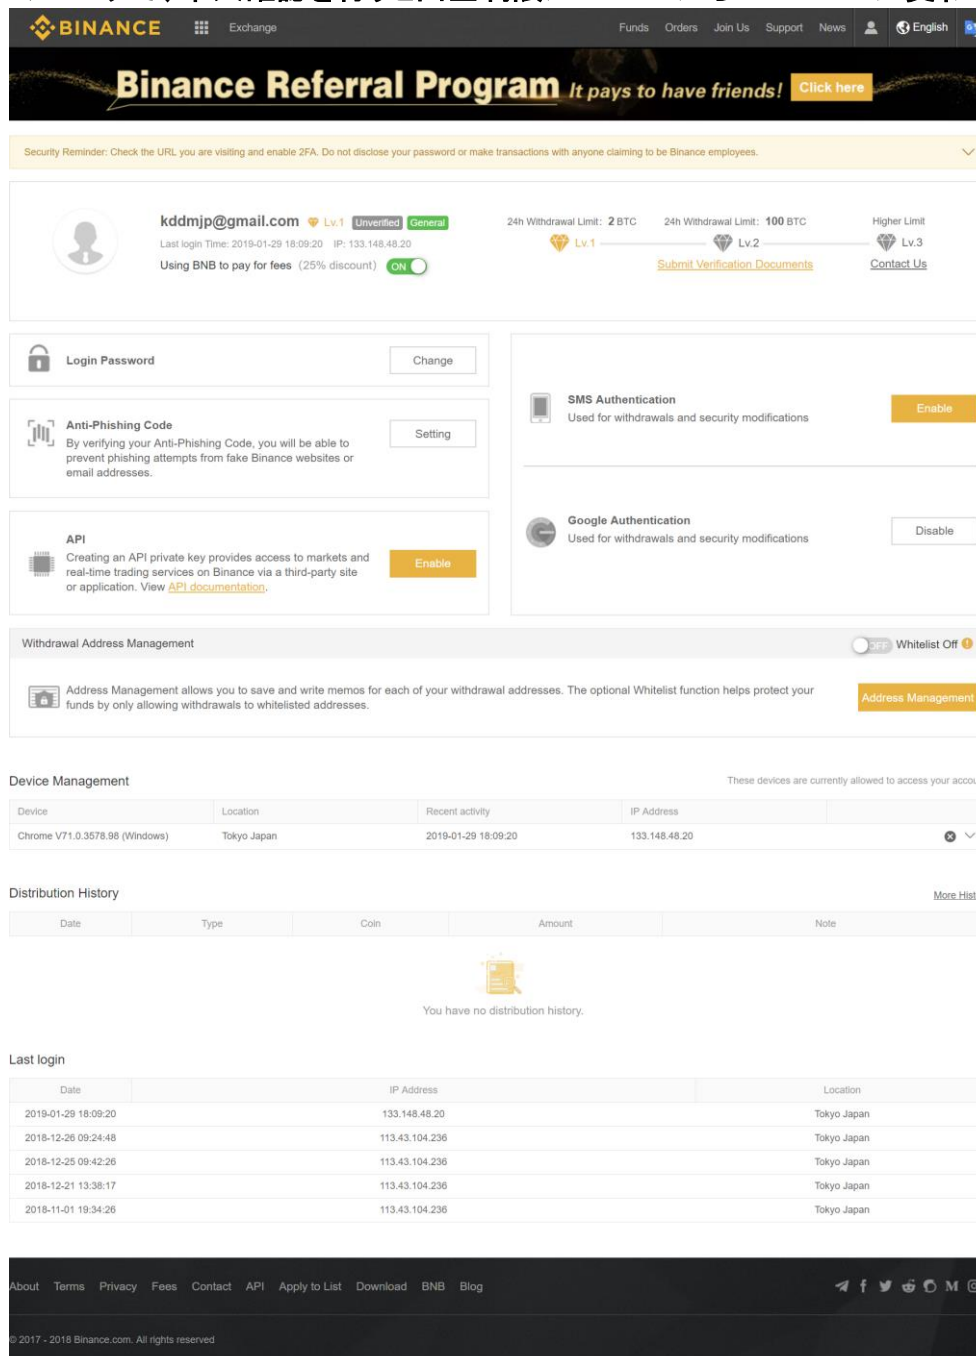 BINANCE Exchange Funds Orders Join Us Support News English
Binance Referral Program It pays to have friends! Click here
Security Reminder: Check the URL you are visiting and enable 2FA. Do not disclose your password or make transactions with anyone claiming to be Binance employees.
kddmjp@gmail.com Lv.1 Unverified General
Last login Time: 2019-01-29 18:09:20 IP: 133.148.48.20
Using BNB to pay for fees (25% discount) ON
24h Withdrawal Limit: 2 BTC 24h Withdrawal Limit: 100 BTC Higher Limit
Lv.1 Lv.2 Lv.3
Submit Verification Documents Contact Us
Login Password Change
Anti-Phishing Code
By verifying your Anti-Phishing Code, you will be able to
prevent phishing attempts from fake Binance websites or
email addresses.
Setting
API
Creating an API private key provides access to markets and
real-time trading services on Binance via a third-party site
or application. View API documentation.
Enable
SMS Authentication
Used for withdrawals and security modifications
Enable
Google Authentication
Used for withdrawals and security modifications
Disable
Withdrawal Address Management OFF Whitelist Off
Address Management allows you to save and write memos for each of your withdrawal addresses. The optional Whitelist function helps protect your
funds by only allowing withdrawals to whitelisted addresses.
Address Management
Device Management These devices are currently allowed to access your accou
Device Location Recent activity IP Address
Chrome V71.0.3578.98 (Windows) Tokyo Japan 2019-01-29 18:09:20 133.148.48.20
Distribution History More Hist
Date Type Coin Amount Note
You have no distribution history.
Last login
Date IP Address Location
2019-01-29 18:09:20 133.148.48.20 Tokyo Japan
2018-12-26 09:24:48 113.43.104.236 Tokyo Japan
2018-12-25 09:42:26 113.43.104.236 Tokyo Japan
2018-12-21 13:38:17 113.43.104.236 Tokyo Japan
2018-11-01 19:34:26 113.43.104.236 Tokyo Japan
About Terms Privacy Fees Contact API Apply to List Download BNB Blog
© 2017 - 2018 Binance.com. All rights reserved